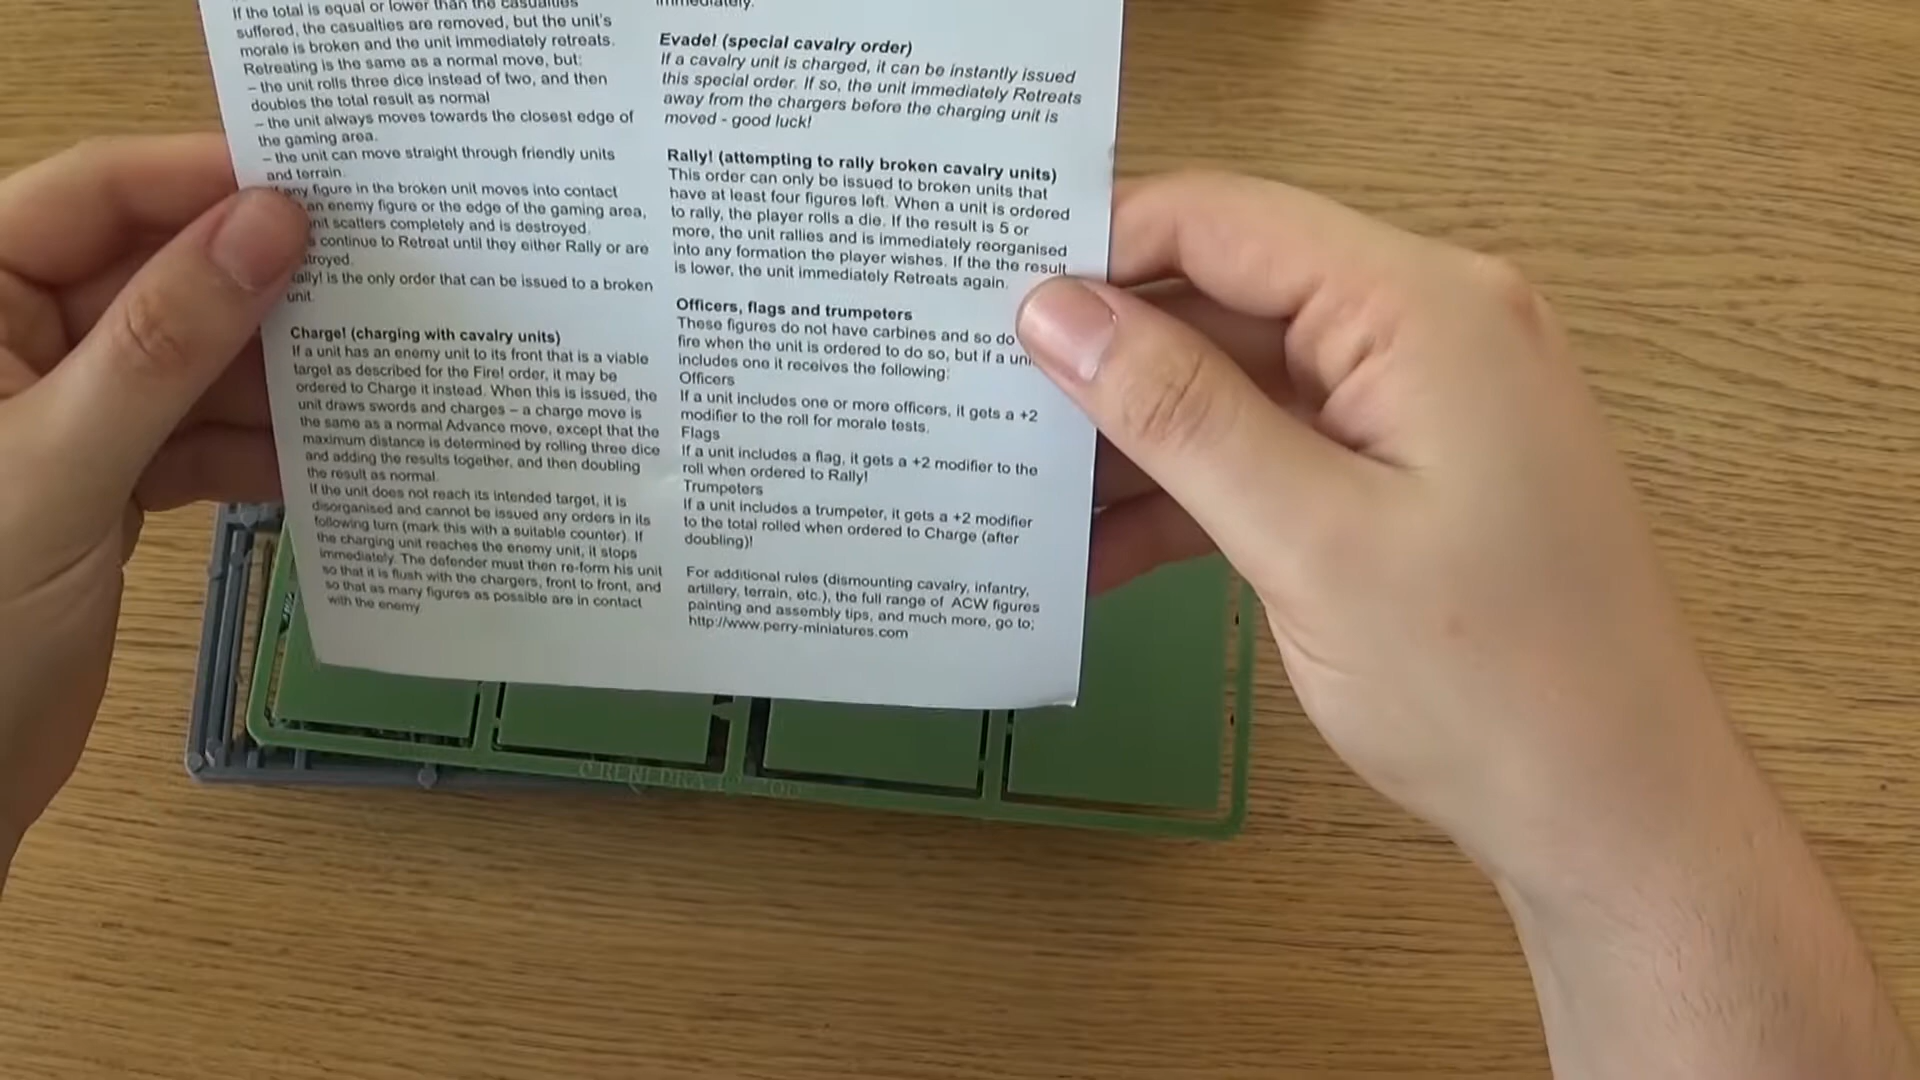 If the total is equal or lower than the casualties
suffered, the casualties are removed, but the unit's
morale is broken and the unit immediately retreats.
Retreating is the same as a normal move, but:
– the unit rolls three dice instead of two, and then
doubles the total result as normal
– the unit always moves towards the closest edge of
the gaming area.
– the unit can move straight through friendly units
and terrain.
any figure in the broken unit moves into contact
an enemy figure or the edge of the gaming area,
scatters completely and is destroyed.
continue to Retreat until they either Rally or are
is the only order that can be issued to a broken
unit.
Charge! (charging with cavalry units)
If a unit has an enemy unit to its front that is a viable
target as described for the Fire! order, it may be
ordered to Charge it instead. When this is issued, the
unit draws swords and charges – a charge move is
the same as a normal Advance move, except that the
maximum distance is determined by rolling three dice
and adding the results together, and then doubling
the result as normal.
If the unit does not reach its intended target, it is
disorganised and cannot be issued any orders in its
following turn (mark this with a suitable counter). If
the charging unit reaches the enemy unit, it stops
immediately. The defender must then re-form his unit
so that it is flush with the chargers, front to front, and
so that as many figures as possible are in contact
with the enemy.
immediately.
Evade! (special cavalry order)
If a cavalry unit is charged, it can be instantly issued
this special order. If so, the unit immediately Retreats
away from the chargers before the charging unit is
moved - good luck!
Rally! (attempting to rally broken cavalry units)
This order can only be issued to broken units that
have at least four figures left. When a unit is ordered
to rally, the player rolls a die. If the result is 5 or
more, the unit rallies and is immediately reorganised
into any formation the player wishes. If the the result
is lower, the unit immediately Retreats again.
Officers, flags and trumpeters
These figures do not have carbines and so do
fire when the unit is ordered to do so, but if a
includes one it receives the following:
Officers
If a unit includes one or more officers, it gets a +2
modifier to the roll for morale tests.
Flags
If a unit includes a flag, it gets a +2 modifier to the
roll when ordered to Rally!
Trumpeters
If a unit includes a trumpeter, it gets a +2 modifier
to the total rolled when ordered to Charge (after
doubling)!
For additional rules (dismounting cavalry, infantry,
artillery, terrain, etc.), the full range of ACW figures
painting and assembly tips, and much more, go to:
http://www.perry-miniatures.com